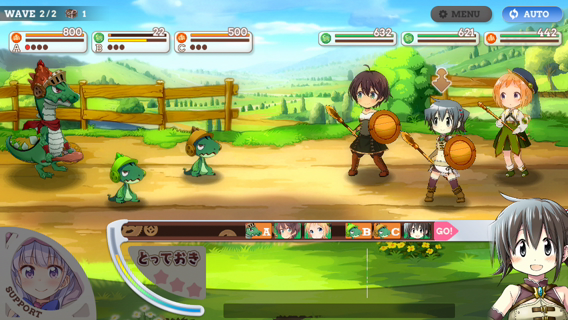 WAVE 2/2 1
MENU
AUTO
A 800
B 22
C 500
632
621
442
A
B
C
GO!
とっておき
SUPPORT